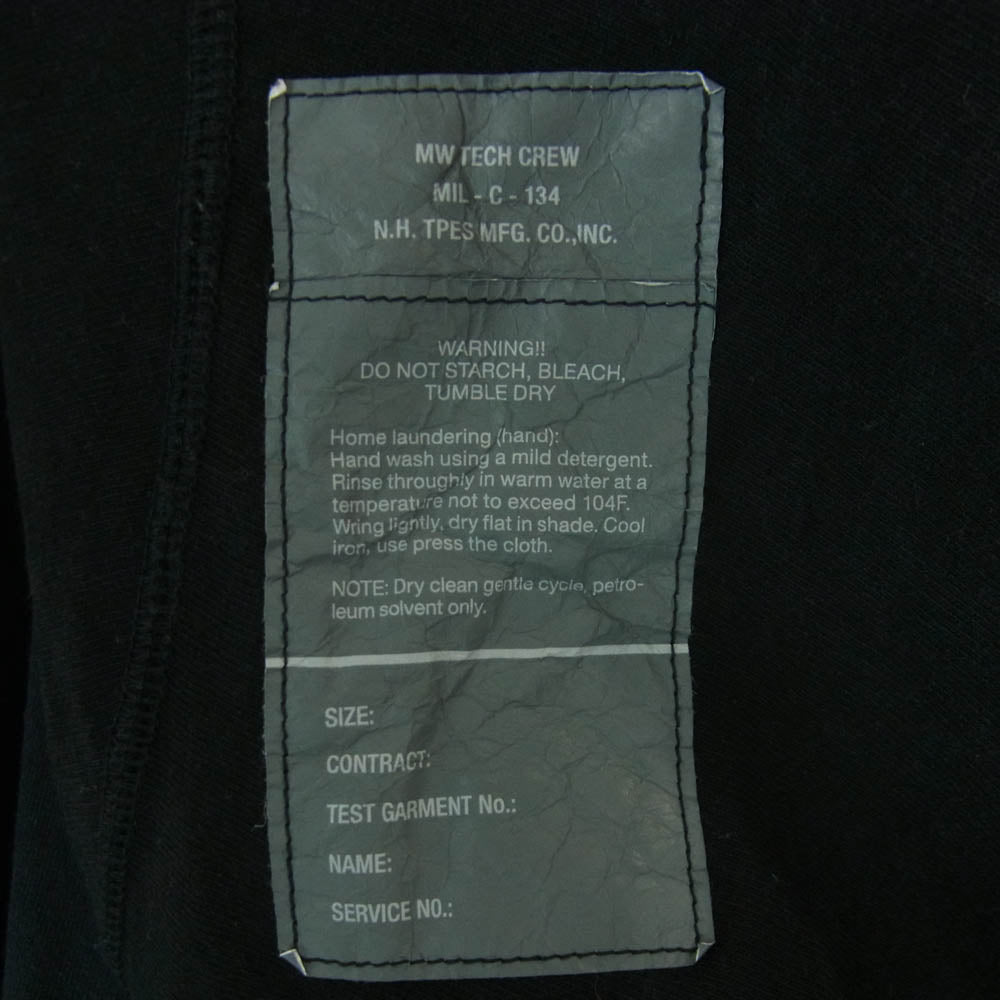 MW TECH CREW
MIL - C - 134
N.H. TPES MFG. CO.,INC.
WARNING!!
DO NOT STARCH, BLEACH,
TUMBLE DRY
Home laundering (hand):
Hand wash using a mild detergent.
Rinse throughly in warm water at a
temperature not to exceed 104F.
Wring lightly, dry flat in shade. Cool
iron, use press the cloth.
NOTE: Dry clean gentle cycle, petro-
leum solvent only.
SIZE:
CONTRACT:
TEST GARMENT No.:
NAME:
SERVICE NO.: